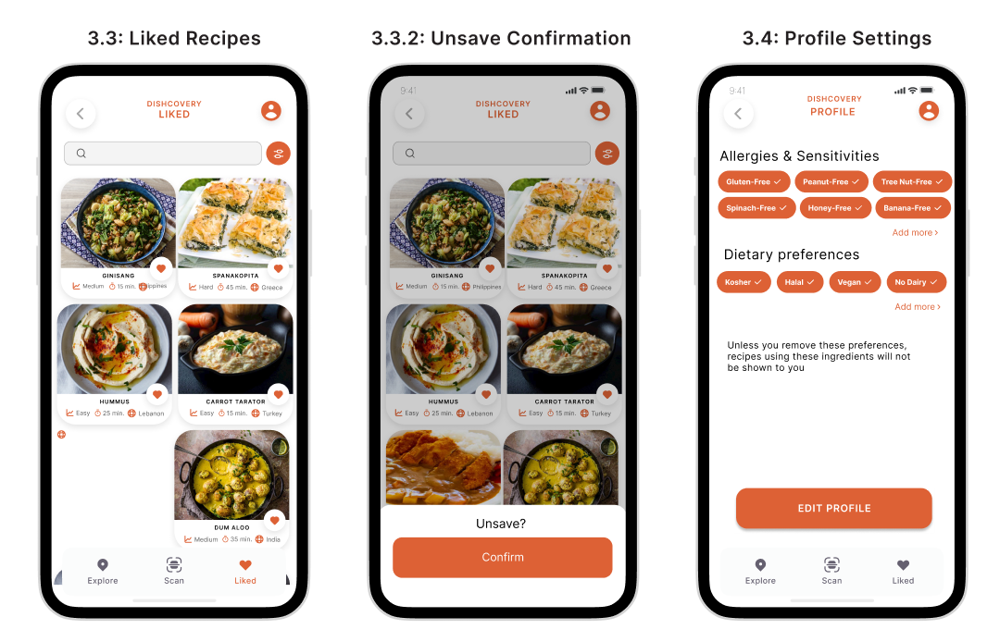 3.3: Liked Recipes
DISHCOVERY
LIKED
GINISANG
SPANAKOPITA
Medium 15 min. ippines
Hard 45 min. Greece
HUMMUS
CARROT TARATOR
Easy 25 min. Lebanon
Easy 15 min. Turkey
DUM ALOO
Medium 35 min. India
Explore
Scan
Liked
3.3.2: Unsave Confirmation
9:41
DISHCOVERY
LIKED
GINISANG
SPANAKOPITA
Medium 15 min. Philippines
Hard 45 min. Greece
HUMMUS
CARROT TARATOR
Easy 25 min. Lebanon
Easy 15 min. Turkey
Unsave?
Confirm
3.4: Profile Settings
9:41
DISHCOVERY
PROFILE
Allergies & Sensitivities
Gluten-Free Peanut-Free Tree Nut-Free
Spinach-Free Honey-Free Banana-Free
Add more ›
Dietary preferences
Kosher Halal Vegan No Dairy
Add more ›
Unless you remove these preferences,
recipes using these ingredients will not
be shown to you
EDIT PROFILE
Explore
Scan
Liked